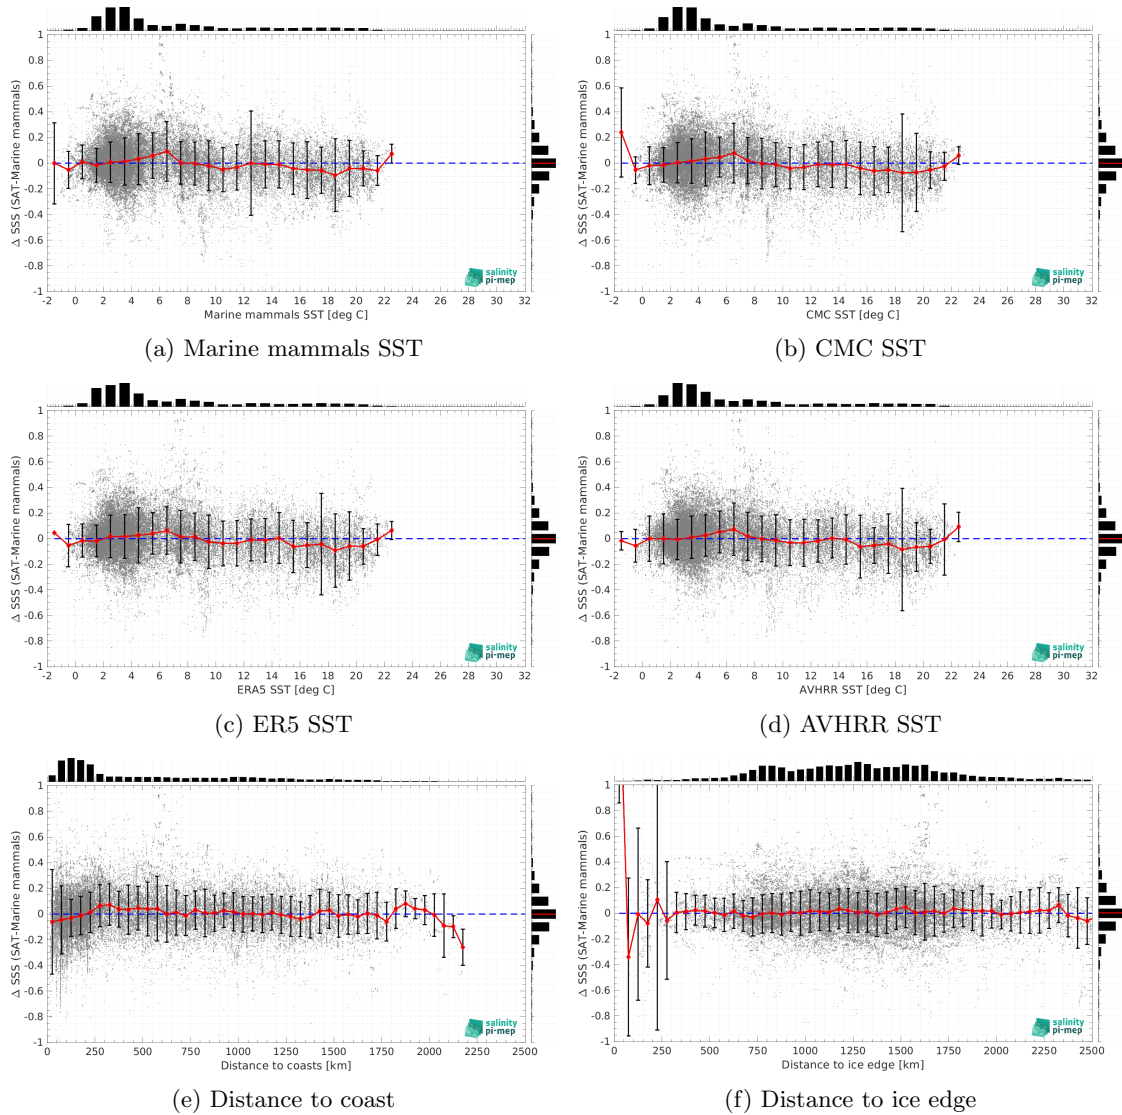 Δ SSS (SAT-Marine mammals)
1
0.8
0.6
0.4
0.2
0
-0.2
-0.4
-0.6
-0.8
-1
-2 0 2 4 6 8 10 12 14 16 18 20 22 24 26 28 30 32
Marine mammals SST [deg C]
salinity
pi-mep
(a) Marine mammals SST
Δ SSS (SAT-Marine mammals)
1
0.8
0.6
0.4
0.2
0
-0.2
-0.4
-0.6
-0.8
-1
-2 0 2 4 6 8 10 12 14 16 18 20 22 24 26 28 30 32
CMC SST [deg C]
salinity
pi-mep
(b) CMC SST
Δ SSS (SAT-Marine mammals)
1
0.8
0.6
0.4
0.2
0
-0.2
-0.4
-0.6
-0.8
-1
-2 0 2 4 6 8 10 12 14 16 18 20 22 24 26 28 30 32
ERA5 SST [deg C]
salinity
pi-mep
(c) ER5 SST
Δ SSS (SAT-Marine mammals)
1
0.8
0.6
0.4
0.2
0
-0.2
-0.4
-0.6
-0.8
-1
-2 0 2 4 6 8 10 12 14 16 18 20 22 24 26 28 30 32
AVHRR SST [deg C]
salinity
pi-mep
(d) AVHRR SST
Δ SSS (SAT-Marine mammals)
1
0.8
0.6
0.4
0.2
0
-0.2
-0.4
-0.6
-0.8
-1
0 250 500 750 1000 1250 1500 1750 2000 2250 2500
Distance to coasts [km]
salinity
pi-mep
(e) Distance to coast
Δ SSS (SAT-Marine mammals)
1
0.8
0.6
0.4
0.2
0
-0.2
-0.4
-0.6
-0.8
-1
0 250 500 750 1000 1250 1500 1750 2000 2250 2500
Distance to ice edge [km]
salinity
pi-mep
(f) Distance to ice edge